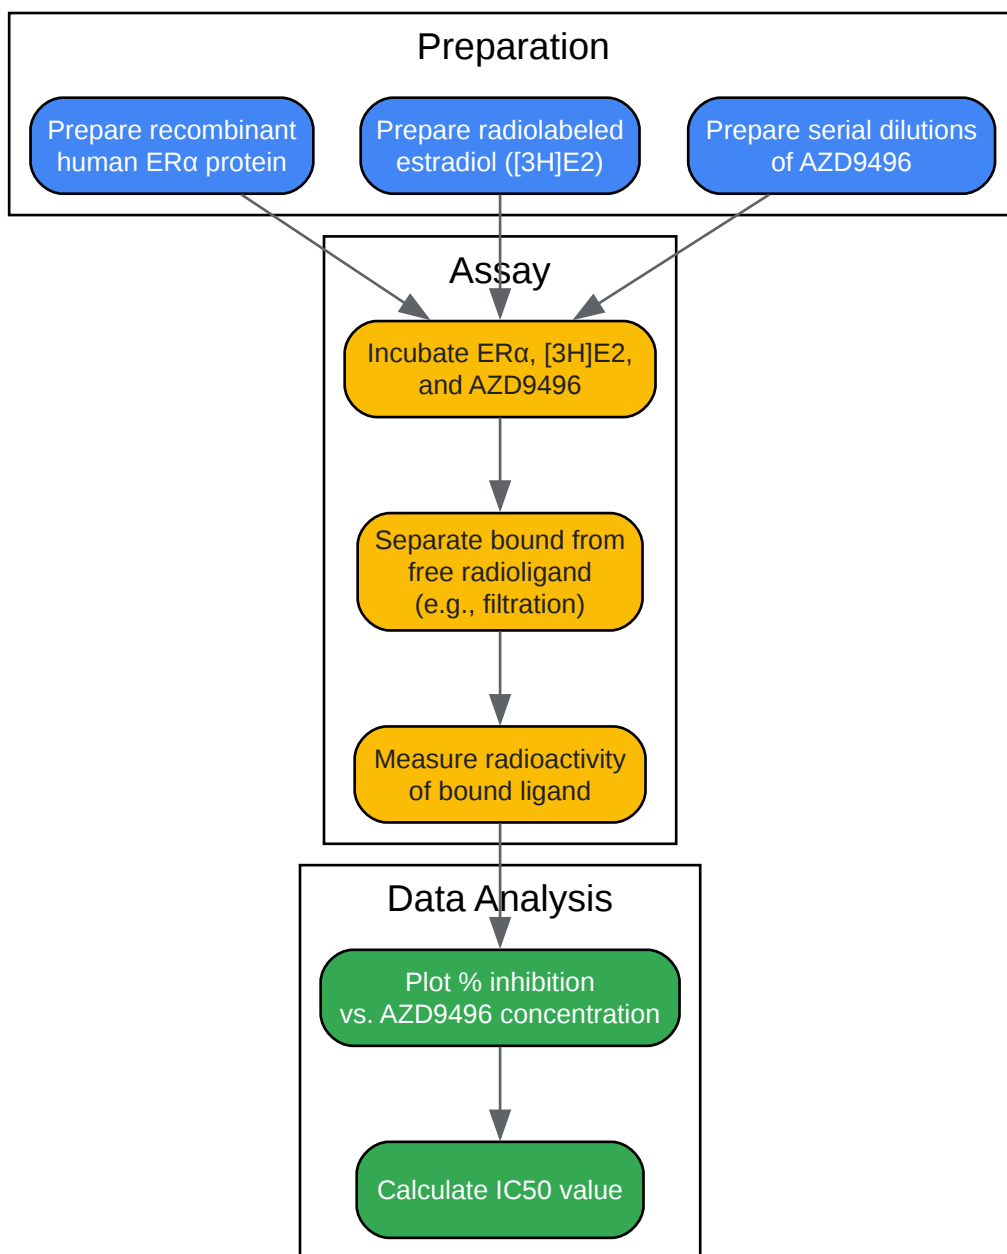 Preparation
Prepare recombinant
human ERα protein
Prepare radiolabeled
estradiol ([3H]E2)
Prepare serial dilutions
of AZD9496
Assay
Incubate ERα, [3H]E2,
and AZD9496
Separate bound from
free radioligand
(e.g., filtration)
Measure radioactivity
of bound ligand
Data Analysis
Plot % inhibition
vs. AZD9496 concentration
Calculate IC50 value